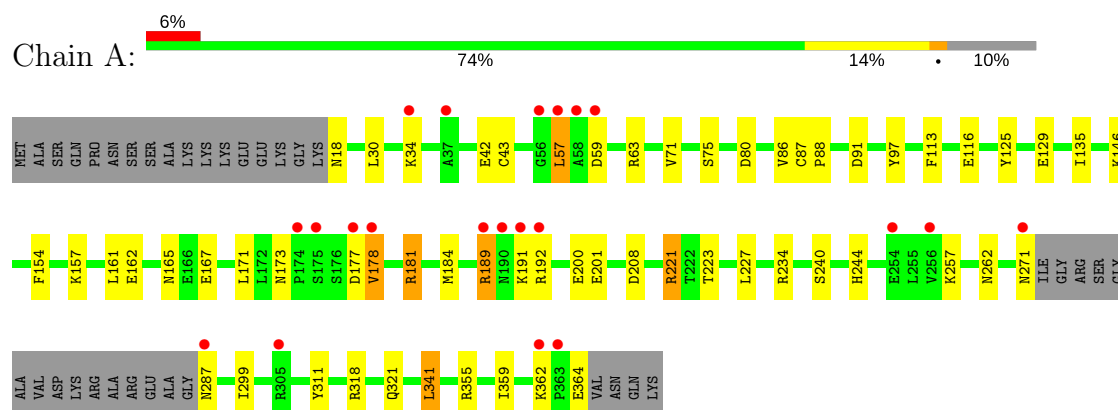 6%
Chain A:
74% 14% • 10%
MET ALA SER GLN PRO ASN SER SER ALA LYS LYS LYS GLU GLU LYS GLY LYS N18 L30 K34 A37 E42 C43 G56 L57 A58 D59 R63 V71 S75 D80 V86 C87 P88 D91 Y97 F113 E116 Y125 E129 I135 K146
F154 K157 L161 E162 N165 E166 E167 L171 L172 N173 P174 S175 S176 D177 V178 R181 M184 R189 N190 K191 R192 E200 E201 D208 R221 T222 T223 L227 R234 S240 H244 E254 L255 V256 K257 N262 N271 ILE GLY ARG SER GLY
ALA VAL ASP LYS ARG ALA ARG GLU ALA GLY N287 I299 R305 Y311 R318 Q321 L341 R355 I359 K362 P363 E364 VAL ASN GLN LYS